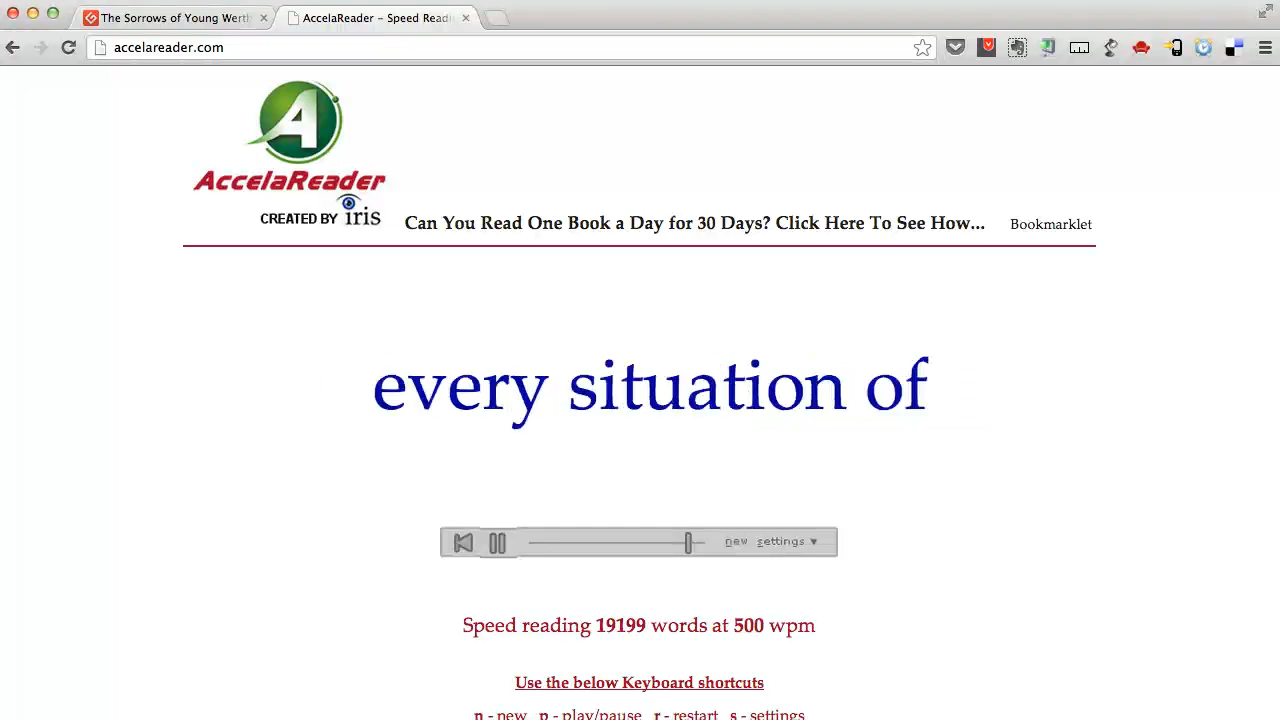 The Sorrows of Young Werth
AccelaReader – Speed Readi
accelareader.com
A
AccelaReader
CREATED BY iris
Can You Read One Book a Day for 30 Days? Click Here To See How...
Bookmarklet
every situation of
new settings ▼
Speed reading 19199 words at 500 wpm
Use the below Keyboard shortcuts
n - new p - play/pause r - restart s - settings